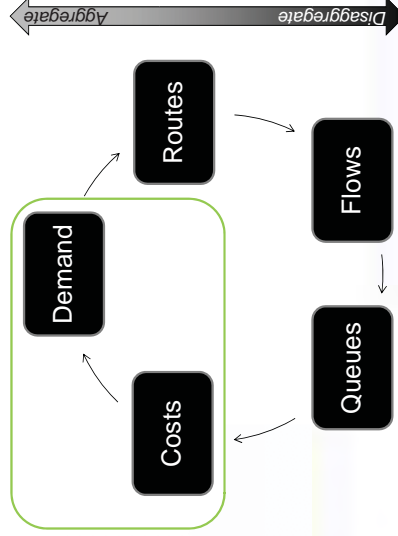 Aggregate
Disaggregate
Demand
Routes
Flows
Queues
Costs